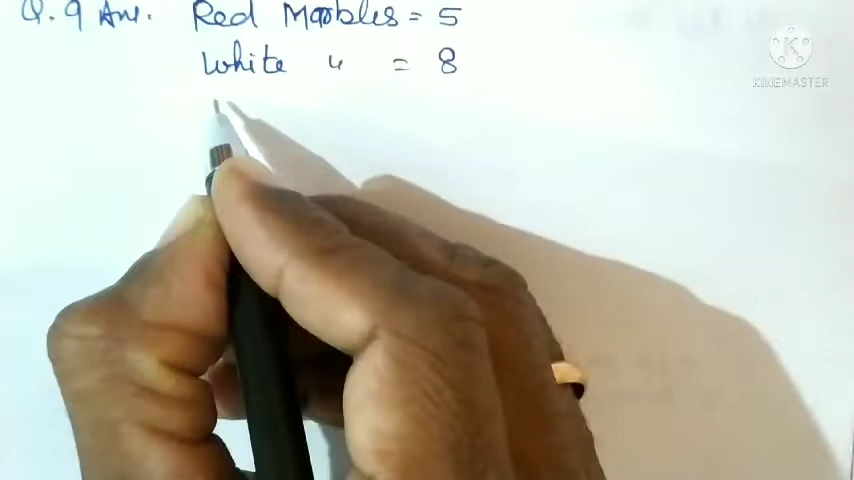 Q.9 Ans. Red Marbles = 5
White " = 8
KINEMASTER